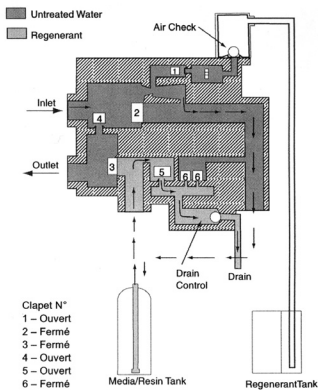 Untreated Water
Regenerant
Air Check
1
Inlet
2
4
Outlet
3
5
6
6
Drain
Control
Drain
Clapet N°
1 – Ouvert
2 – Fermé
3 – Fermé
4 – Ouvert
5 – Ouvert
6 – Fermé
Media/Resin Tank
RegenerantTank